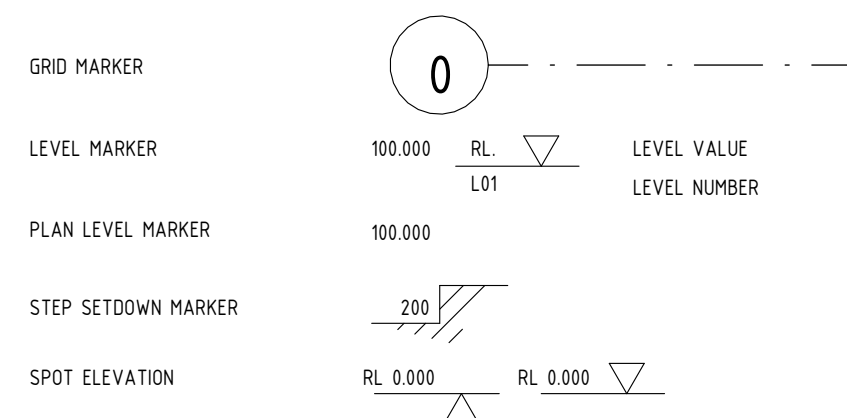 GRID MARKER 0
LEVEL MARKER 100.000 RL. LEVEL VALUE
L01 LEVEL NUMBER
PLAN LEVEL MARKER 100.000
STEP SETDOWN MARKER 200
SPOT ELEVATION RL 0.000 RL 0.000